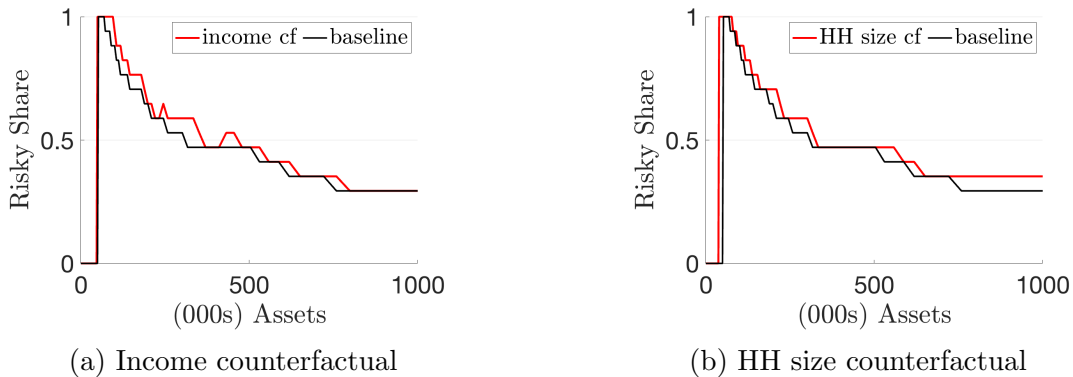 1
income cf
baseline
0.5
Risky Share
0
0
500
1000
(000s) Assets
(a) Income counterfactual
1
HH size cf
baseline
0.5
Risky Share
0
0
500
1000
(000s) Assets
(b) HH size counterfactual